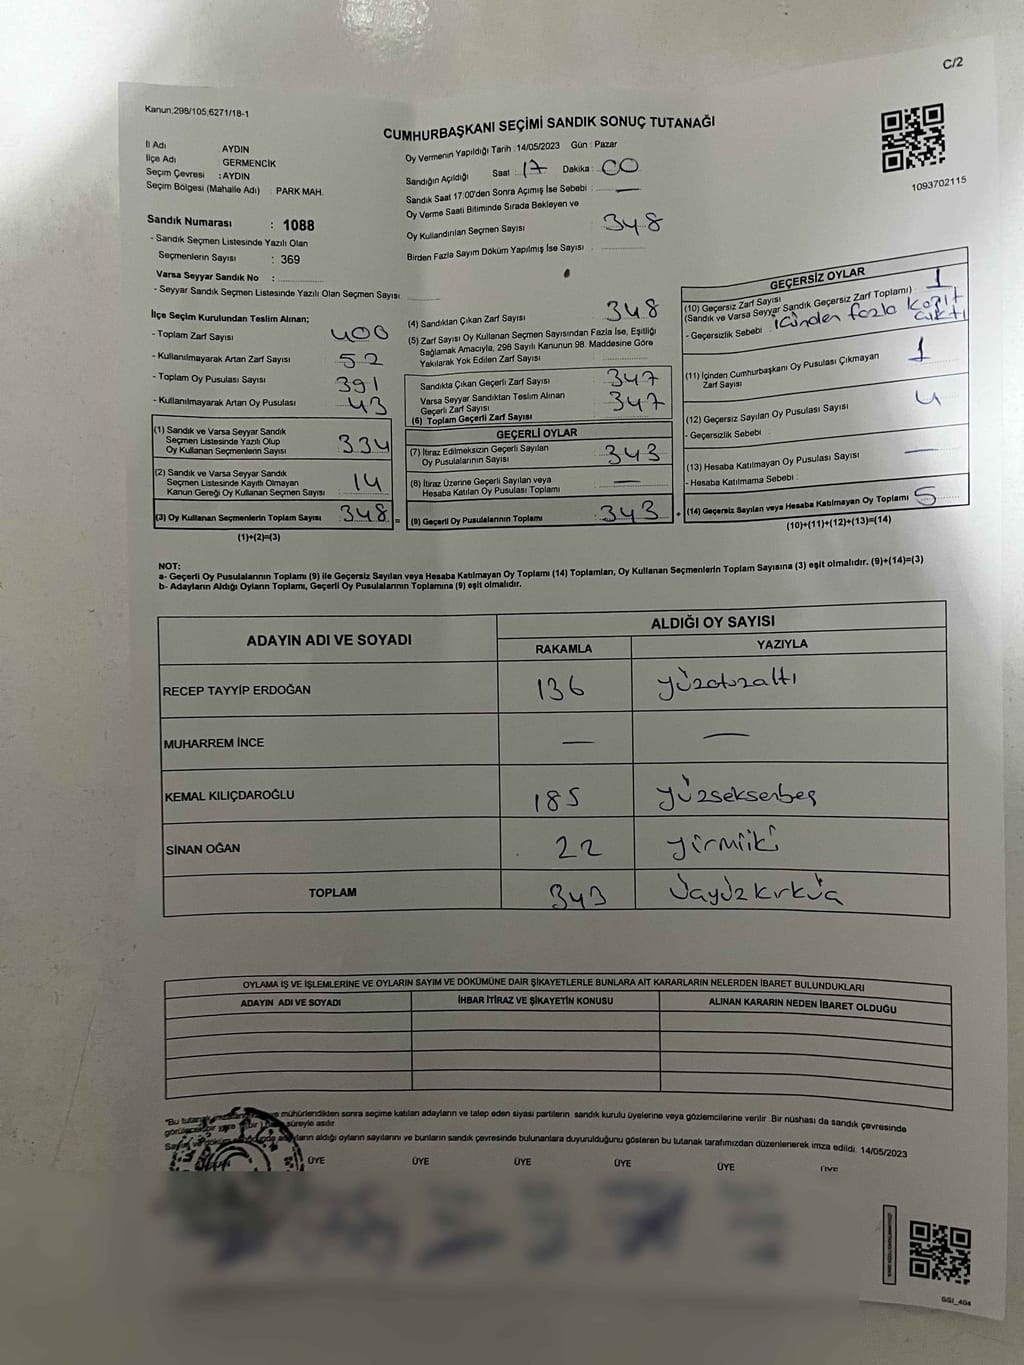 C/2
Kanun;298/105;6271/18-1
CUMHURBAŞKANI SEÇİMİ SANDIK SONUÇ TUTANAĞI
1093702115
İl Adı : AYDIN
İlçe Adı : GERMENCİK
Seçim Çevresi : AYDIN
Seçim Bölgesi (Mahalle Adı) : PARK MAH.
Oy Vermenin Yapıldığı Tarih : 14/05/2023 Gün : Pazar
Sandığın Açıldığı Saat : 17 Dakika : 00
Sandık Saat 17:00'den Sonra Açımış İse Sebebi : —
Oy Verme Saati Bitiminde Sırada Bekleyen ve
Oy Kullandırılan Seçmen Sayısı 348
Birden Fazla Sayım Döküm Yapılmış İse Sayısı
Sandık Numarası : 1088
- Sandık Seçmen Listesinde Yazılı Olan
Seçmenlerin Sayısı : 369
Varsa Seyyar Sandık No :
- Seyyar Sandık Seçmen Listesinde Yazılı Olan Seçmen Sayısı:
İlçe Seçim Kurulundan Teslim Alınan;
- Toplam Zarf Sayısı 400
- Kullanılmayarak Artan Zarf Sayısı 52
- Toplam Oy Pusulası Sayısı 391
- Kullanılmayarak Artan Oy Pusulası 43
(1) Sandık ve Varsa Seyyar Sandık
Seçmen Listesinde Yazılı Olup
Oy Kullanan Seçmenlerin Sayısı 334
(2) Sandık ve Varsa Seyyar Sandık
Seçmen Listesinde Kayıtlı Olmayan
Kanun Gereği Oy Kullanan Seçmen Sayısı 14
(3) Oy Kullanan Seçmenlerin Toplam Sayısı 348 =
(1)+(2)=(3)
(4) Sandıktan Çıkan Zarf Sayısı 348
(5) Zarf Sayısı Oy Kullanan Seçmen Sayısından Fazla İse, Eşitliği
Sağlamak Amacıyla, 298 Sayılı Kanunun 98. Maddesine Göre
Yakılarak Yok Edilen Zarf Sayısı
Sandıkta Çıkan Geçerli Zarf Sayısı 347
Varsa Seyyar Sandıktan Teslim Alınan
Geçerli Zarf Sayısı
(6) Toplam Geçerli Zarf Sayısı 347
GEÇERLİ OYLAR
(7) İtiraz Edilmeksizin Geçerli Sayılan
Oy Pusulalarının Sayısı : 343
(8) İtiraz Üzerine Geçerli Sayılan veya
Hesaba Katılan Oy Pusulası Toplamı : —
(9) Geçerli Oy Pusulalarının Toplamı : 343 +
GEÇERSİZ OYLAR
(10) Geçersiz Zarf Sayısı 1
(Sandık ve Varsa Seyyar Sandık Geçersiz Zarf Toplamı) :
- Geçersizlik Sebebi : içinden fazla kağıt çıktı
(11) İçinden Cumhurbaşkanı Oy Pusulası Çıkmayan
Zarf Sayısı 1
(12) Geçersiz Sayılan Oy Pusulası Sayısı 4
- Geçersizlik Sebebi :
(13) Hesaba Katılmayan Oy Pusulası Sayısı —
- Hesaba Katılmama Sebebi :
(14) Geçersiz Sayılan veya Hesaba Katılmayan Oy Toplamı 5
(10)+(11)+(12)+(13)=(14)
NOT:
a- Geçerli Oy Pusulalarının Toplamı (9) ile Geçersiz Sayılan veya Hesaba Katılmayan Oy Toplamı (14) Toplamları, Oy Kullanan Seçmenlerin Toplam Sayısına (3) eşit olmalıdır. (9)+(14)=(3)
b- Adayların Aldığı Oyların Toplamı, Geçerli Oy Pusulalarının Toplamına (9) eşit olmalıdır.
ADAYIN ADI VE SOYADI ALDIĞI OY SAYISI
RAKAMLA YAZIYLA
RECEP TAYYİP ERDOĞAN 136 yüzotuzaltı
MUHARREM İNCE — —
KEMAL KILIÇDAROĞLU 185 yüzseksenbeş
SİNAN OĞAN 22 yirmiiki
TOPLAM 343 üçyüzkırküç
OYLAMA İŞ VE İŞLEMLERİNE VE OYLARIN SAYIM VE DÖKÜMÜNE DAİR ŞİKAYETLERLE BUNLARA AİT KARARLARIN NELERDEN İBARET BULUNDUKLARI
ADAYIN ADI VE SOYADI İHBAR İTİRAZ VE ŞİKAYETİN KONUSU ALINAN KARARIN NEDEN İBARET OLDUĞU
"Bu tutanak mühürlendikten sonra seçime katılan adayların ve talep eden siyasi partilerin sandık kurulu üyelerine veya gözlemcilerine verilir. Bir nüshası da sandık çevresinde
süreyle asılır.
aldığı oyların sayılarını ve bunların sandık çevresinde bulunanlara duyurulduğunu gösteren bu tutanak tarafımızdan düzenlenerek imza edildi. 14/05/2023
ÜYE ÜYE ÜYE ÜYE ÜYE ÜYE